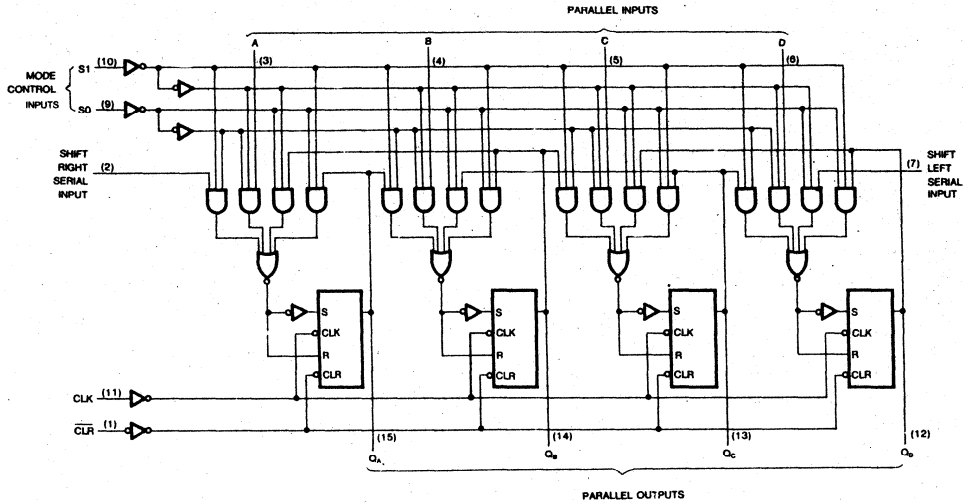 PARALLEL INPUTS
A B C D
(3) (4) (5) (6)
MODE CONTROL INPUTS
S1 (10)
S0 (9)
SHIFT RIGHT SERIAL INPUT
(2)
(7)
SHIFT LEFT SERIAL INPUT
S S S S
CLK CLK CLK CLK
R R R R
CLR CLR CLR CLR
CLK (11)
CLR (1)
(15) (14) (13) (12)
QA QB QC QD
PARALLEL OUTPUTS